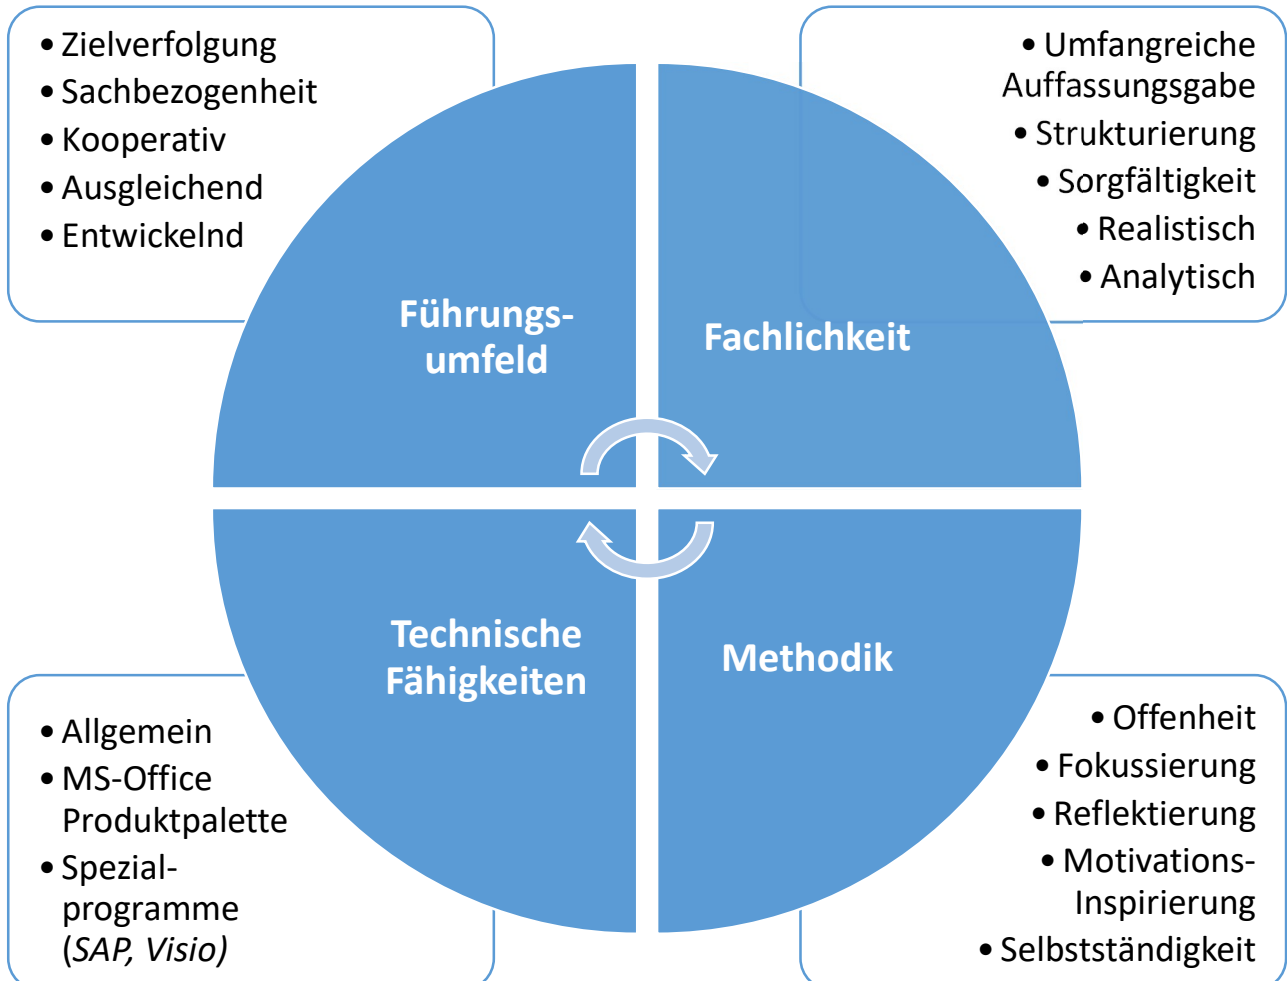 • Zielverfolgung
• Sachbezogenheit
• Kooperativ
• Ausgleichend
• Entwickelnd
• Umfangreiche
Auffassungsgabe
• Strukturierung
• Sorgfältigkeit
• Realistisch
• Analytisch
Führungs-
umfeld
Fachlichkeit
Technische
Fähigkeiten
Methodik
• Allgemein
• MS-Office
Produktpalette
• Spezial-
programme
(SAP, Visio)
• Offenheit
• Fokussierung
• Reflektierung
• Motivations-
Inspirierung
• Selbstständigkeit